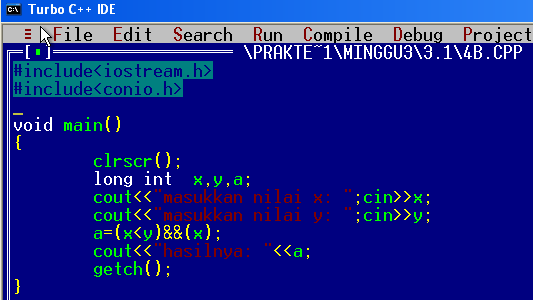 Turbo C++ IDE
≡ File Edit Search Run Compile Debug Project
[▪] \PRAKTE~1\MINGGU3\3.1\4B.CPP
#include<iostream.h>
#include<conio.h>
void main()
{
clrscr();
long int x,y,a;
cout<<"masukkan nilai x: ";cin>>x;
cout<<"masukkan nilai y: ";cin>>y;
a=(x<y)&&(x);
cout<<"hasilnya: "<<a;
getch();
}